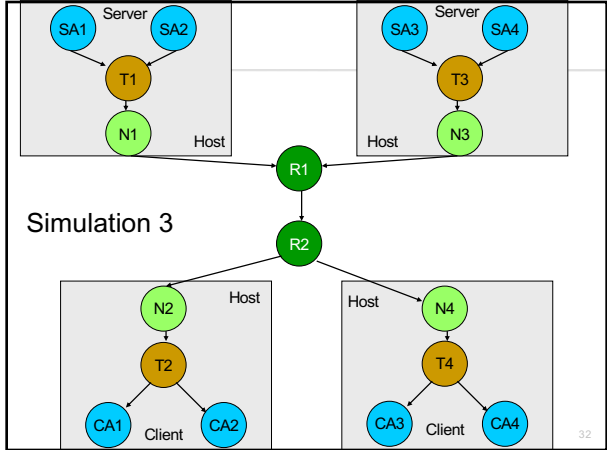 Server
SA1
SA2
T1
N1
Host
Server
SA3
SA4
T3
N3
Host
R1
Simulation 3
R2
Host
N2
T2
CA1
CA2
Client
Host
N4
T4
CA3
CA4
Client
32